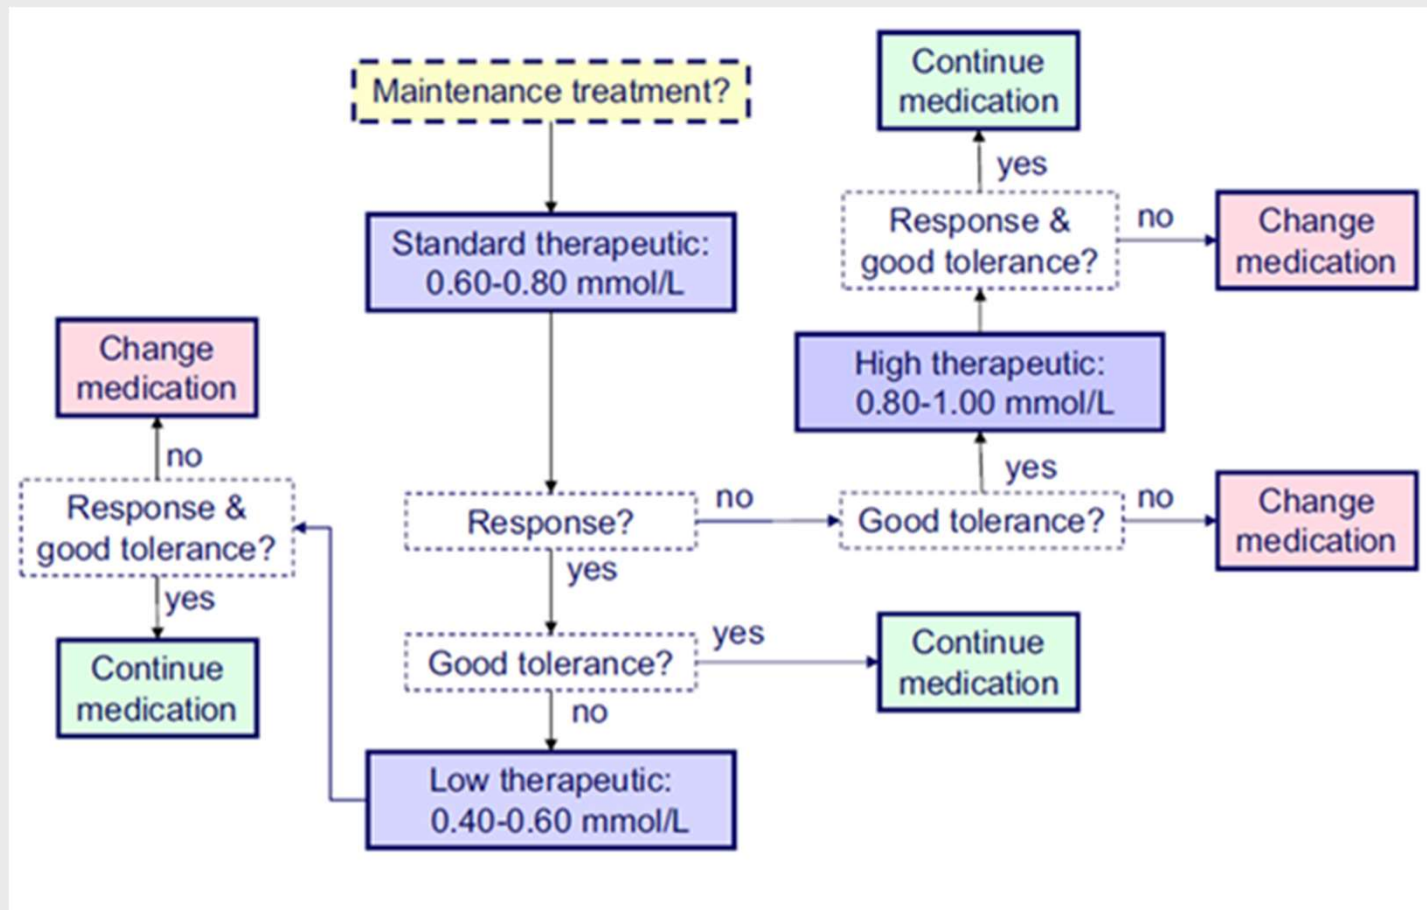 Maintenance treatment?
Standard therapeutic:
0.60-0.80 mmol/L
Response?
no
yes
Good tolerance?
yes
no
Low therapeutic:
0.40-0.60 mmol/L
Continue
medication
yes
Response &
good tolerance?
no
Change
medication
High therapeutic:
0.80-1.00 mmol/L
yes
Good tolerance?
no
Change
medication
Continue
medication
Change
medication
no
Response &
good tolerance?
yes
Continue
medication